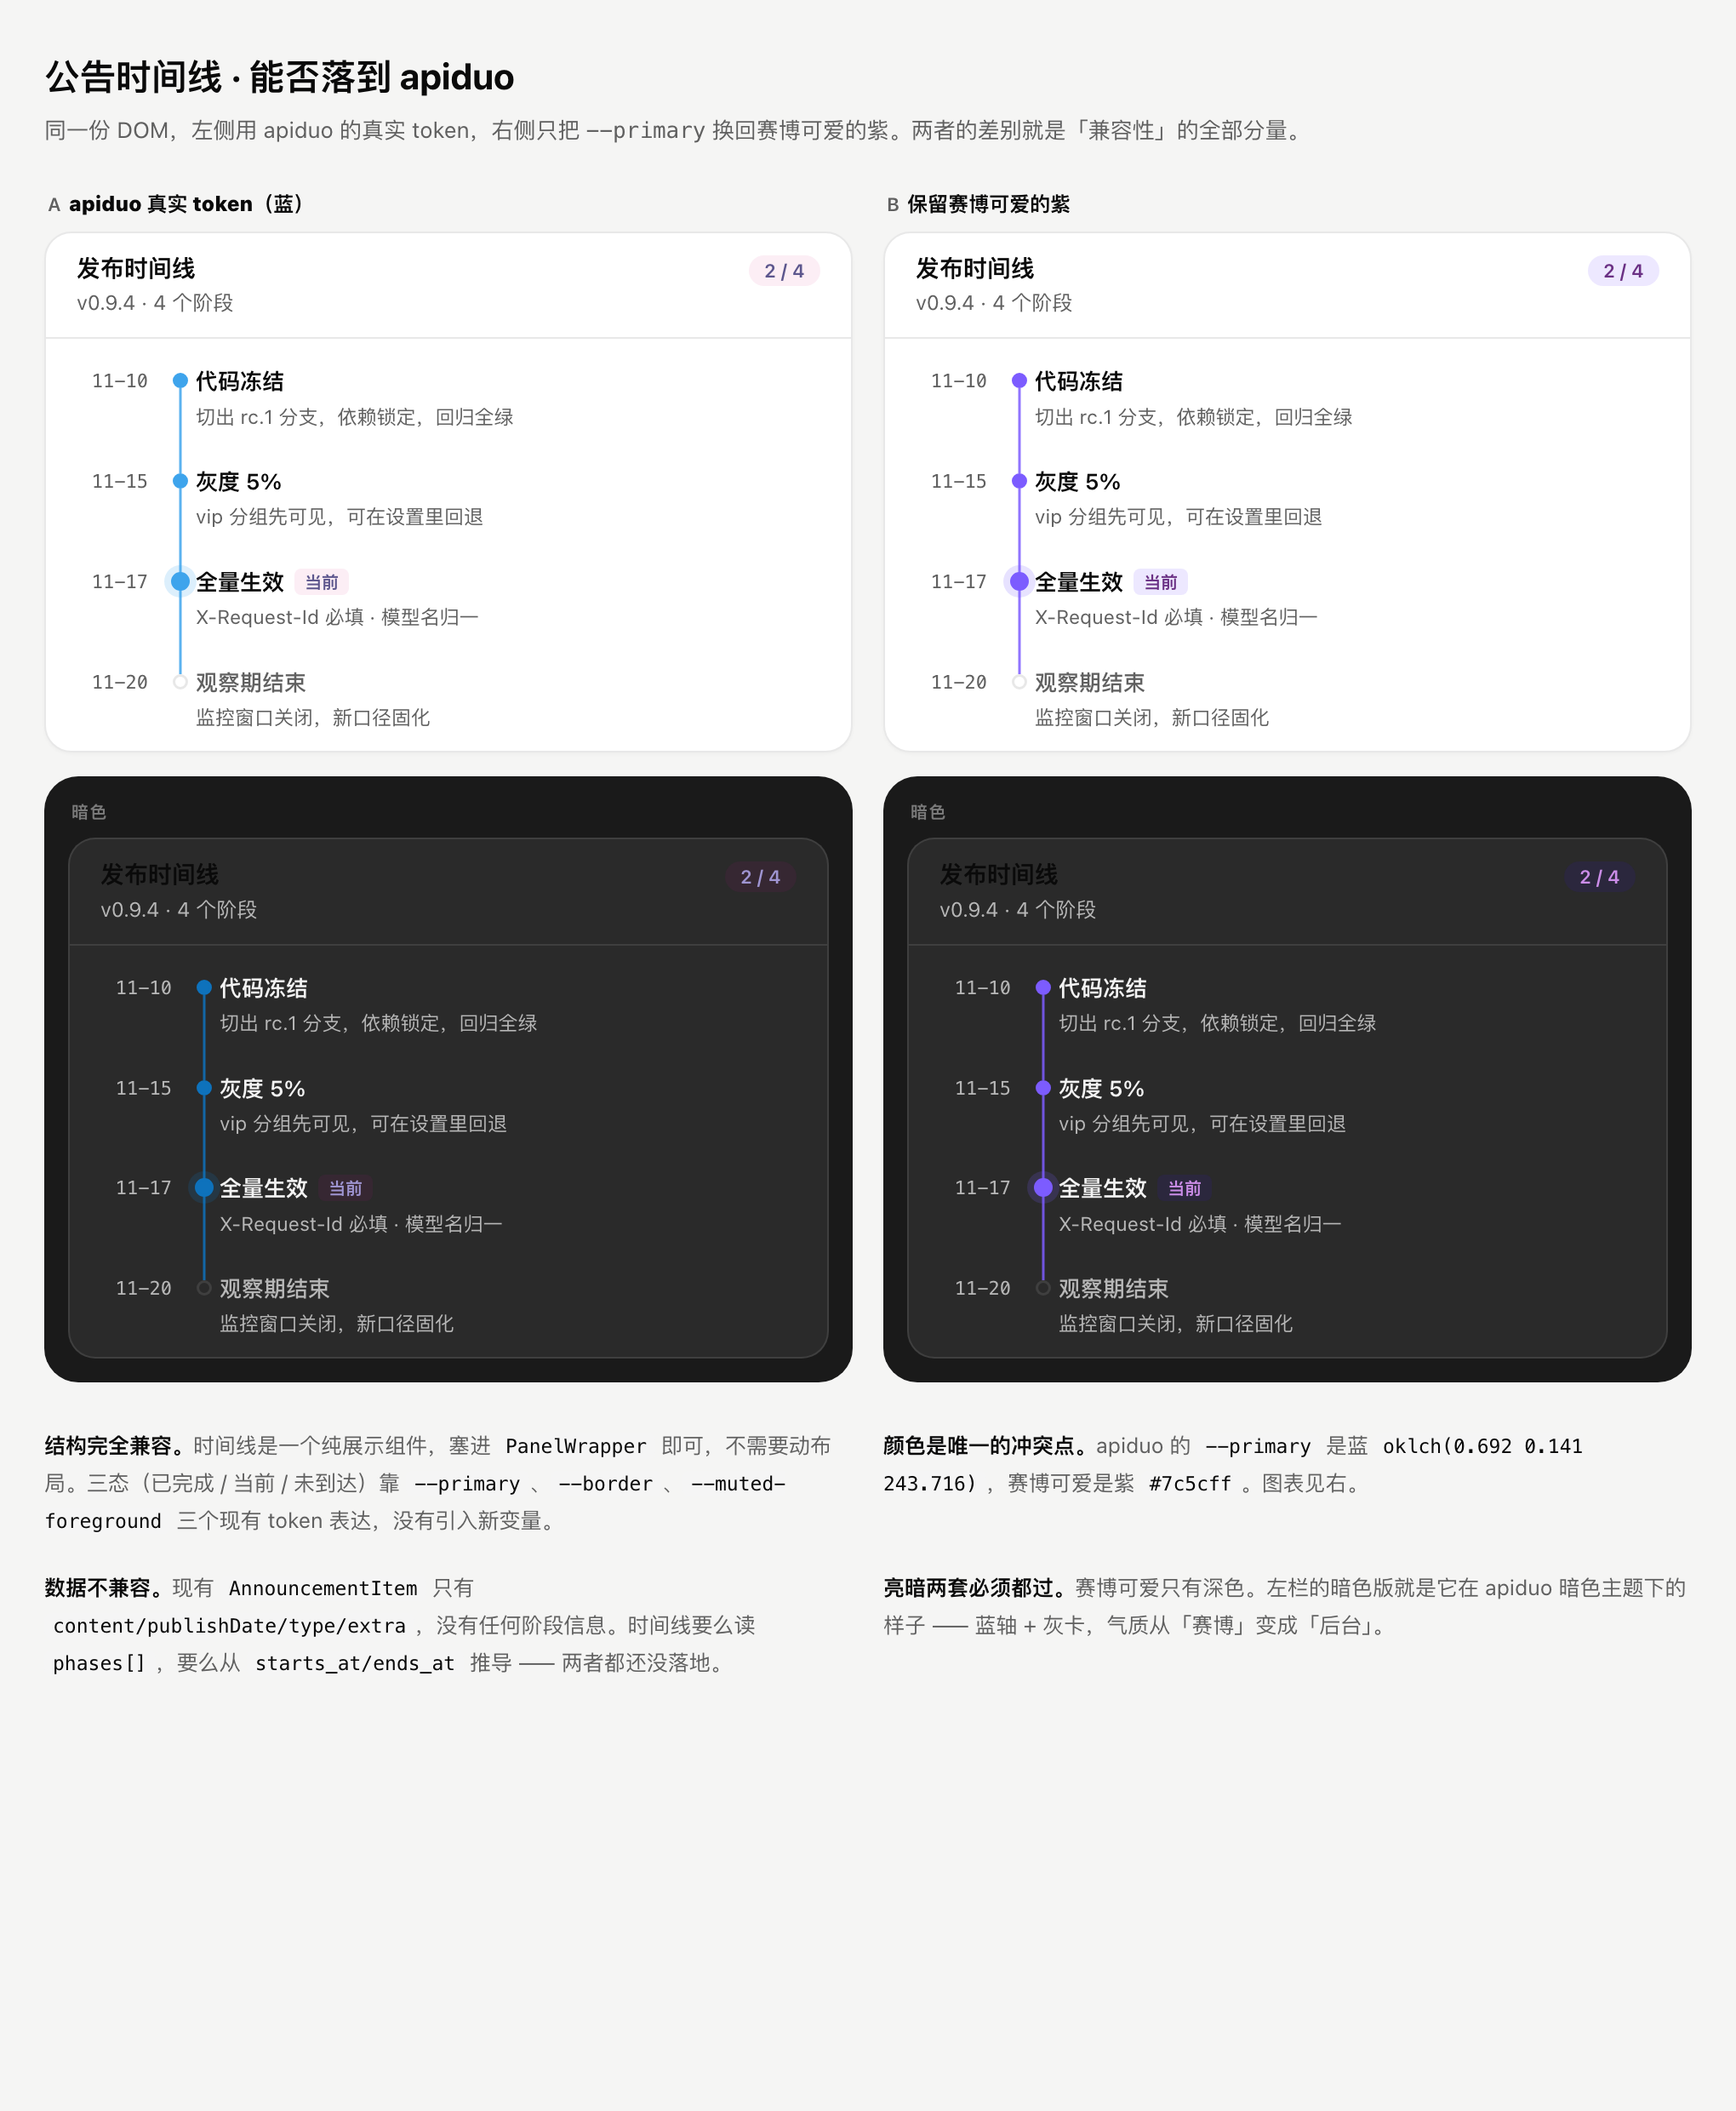 公告时间线 · 能否落到 apiduo
同一份 DOM，左侧用 apiduo 的真实 token，右侧只把 --primary 换回赛博可爱的紫。两者的差别就是「兼容性」的全部分量。
A apiduo 真实 token（蓝）
发布时间线
2 / 4
v0.9.4 · 4 个阶段
11-10 代码冻结
切出 rc.1 分支，依赖锁定，回归全绿
11-15 灰度 5%
vip 分组先可见，可在设置里回退
11-17 全量生效 当前
X-Request-Id 必填 · 模型名归一
11-20 观察期结束
监控窗口关闭，新口径固化
B 保留赛博可爱的紫
发布时间线
2 / 4
v0.9.4 · 4 个阶段
11-10 代码冻结
切出 rc.1 分支，依赖锁定，回归全绿
11-15 灰度 5%
vip 分组先可见，可在设置里回退
11-17 全量生效 当前
X-Request-Id 必填 · 模型名归一
11-20 观察期结束
监控窗口关闭，新口径固化
暗色
发布时间线
2 / 4
v0.9.4 · 4 个阶段
11-10 代码冻结
切出 rc.1 分支，依赖锁定，回归全绿
11-15 灰度 5%
vip 分组先可见，可在设置里回退
11-17 全量生效 当前
X-Request-Id 必填 · 模型名归一
11-20 观察期结束
监控窗口关闭，新口径固化
暗色
发布时间线
2 / 4
v0.9.4 · 4 个阶段
11-10 代码冻结
切出 rc.1 分支，依赖锁定，回归全绿
11-15 灰度 5%
vip 分组先可见，可在设置里回退
11-17 全量生效 当前
X-Request-Id 必填 · 模型名归一
11-20 观察期结束
监控窗口关闭，新口径固化
结构完全兼容。时间线是一个纯展示组件，塞进 PanelWrapper 即可，不需要动布
局。三态（已完成 / 当前 / 未到达）靠 --primary 、 --border 、 --muted-
foreground 三个现有 token 表达，没有引入新变量。
颜色是唯一的冲突点。apiduo 的 --primary 是蓝 oklch(0.692 0.141
243.716) ，赛博可爱是紫 #7c5cff 。图表见右。
数据不兼容。现有 AnnouncementItem 只有
content/publishDate/type/extra ，没有任何阶段信息。时间线要么读
phases[] ，要么从 starts_at/ends_at 推导 —— 两者都还没落地。
亮暗两套必须都过。赛博可爱只有深色。左栏的暗色版就是它在 apiduo 暗色主题下的
样子 —— 蓝轴 + 灰卡，气质从「赛博」变成「后台」。